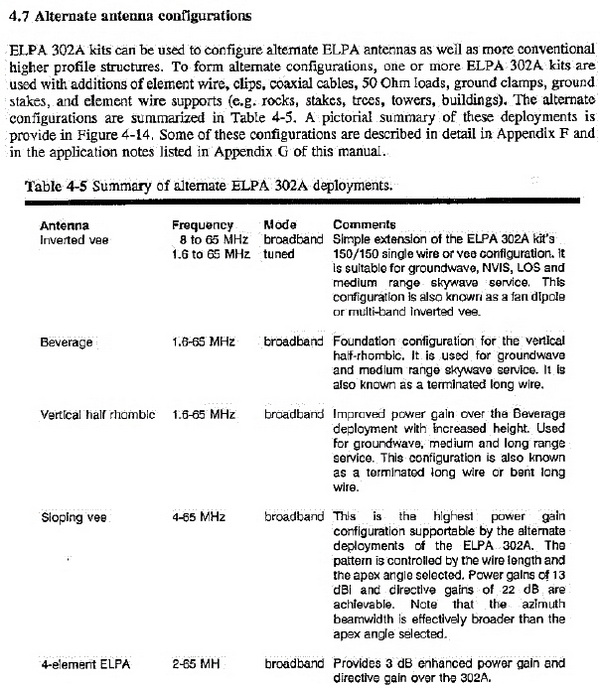 4.7 Alternate antenna configurations
ELPA 302A kits can be used to configure alternate ELPA antennas as well as more conventional
higher profile structures. To form alternate configurations, one or more ELPA 302A kits are
used with additions of element wire, clips, coaxial cables, 50 Ohm loads, ground clamps, ground
stakes, and element wire supports (e.g. rocks, stakes, trees, towers, buildings). The alternate
configurations are summarized in Table 4-5. A pictorial summary of these deployments is
provide in Figure 4-14. Some of these configurations are described in detail in Appendix F and
in the application notes listed in Appendix G of this manual.
Table 4-5 Summary of alternate ELPA 302A deployments.
Antenna Frequency Mode Comments
Inverted vee 8 to 65 MHz broadband Simple extension of the ELPA 302A kit's
1.6 to 65 MHz tuned 150/150 single wire or vee configuration. It
is suitable for groundwave, NVIS, LOS and
medium range skywave service. This
configuration is also known as a fan dipole
or multi-band inverted vee.
Beverage 1.6-65 MHz broadband Foundation configuration for the vertical
half-rhombic. It is used for groundwave
and medium range skywave service. It is
also known as a terminated long wire.
Vertical half rhombic 1.6-65 MHz broadband Improved power gain over the Beverage
deployment with increased height. Used
for groundwave, medium and long range
service. This configuration is also known
as a terminated long wire or bent long
wire.
Sloping vee 4-65 MHz broadband This is the highest power gain
configuration supportable by the alternate
deployments of the ELPA 302A. The
pattern is controlled by the wire length and
the apex angle selected. Power gains of 13
dBi and directive gains of 22 dB are
achievable. Note that the azimuth
beamwidth is effectively broader than the
apex angle selected.
4-element ELPA 2-65 MH broadband Provides 3 dB enhanced power gain and
directive gain over the 302A.